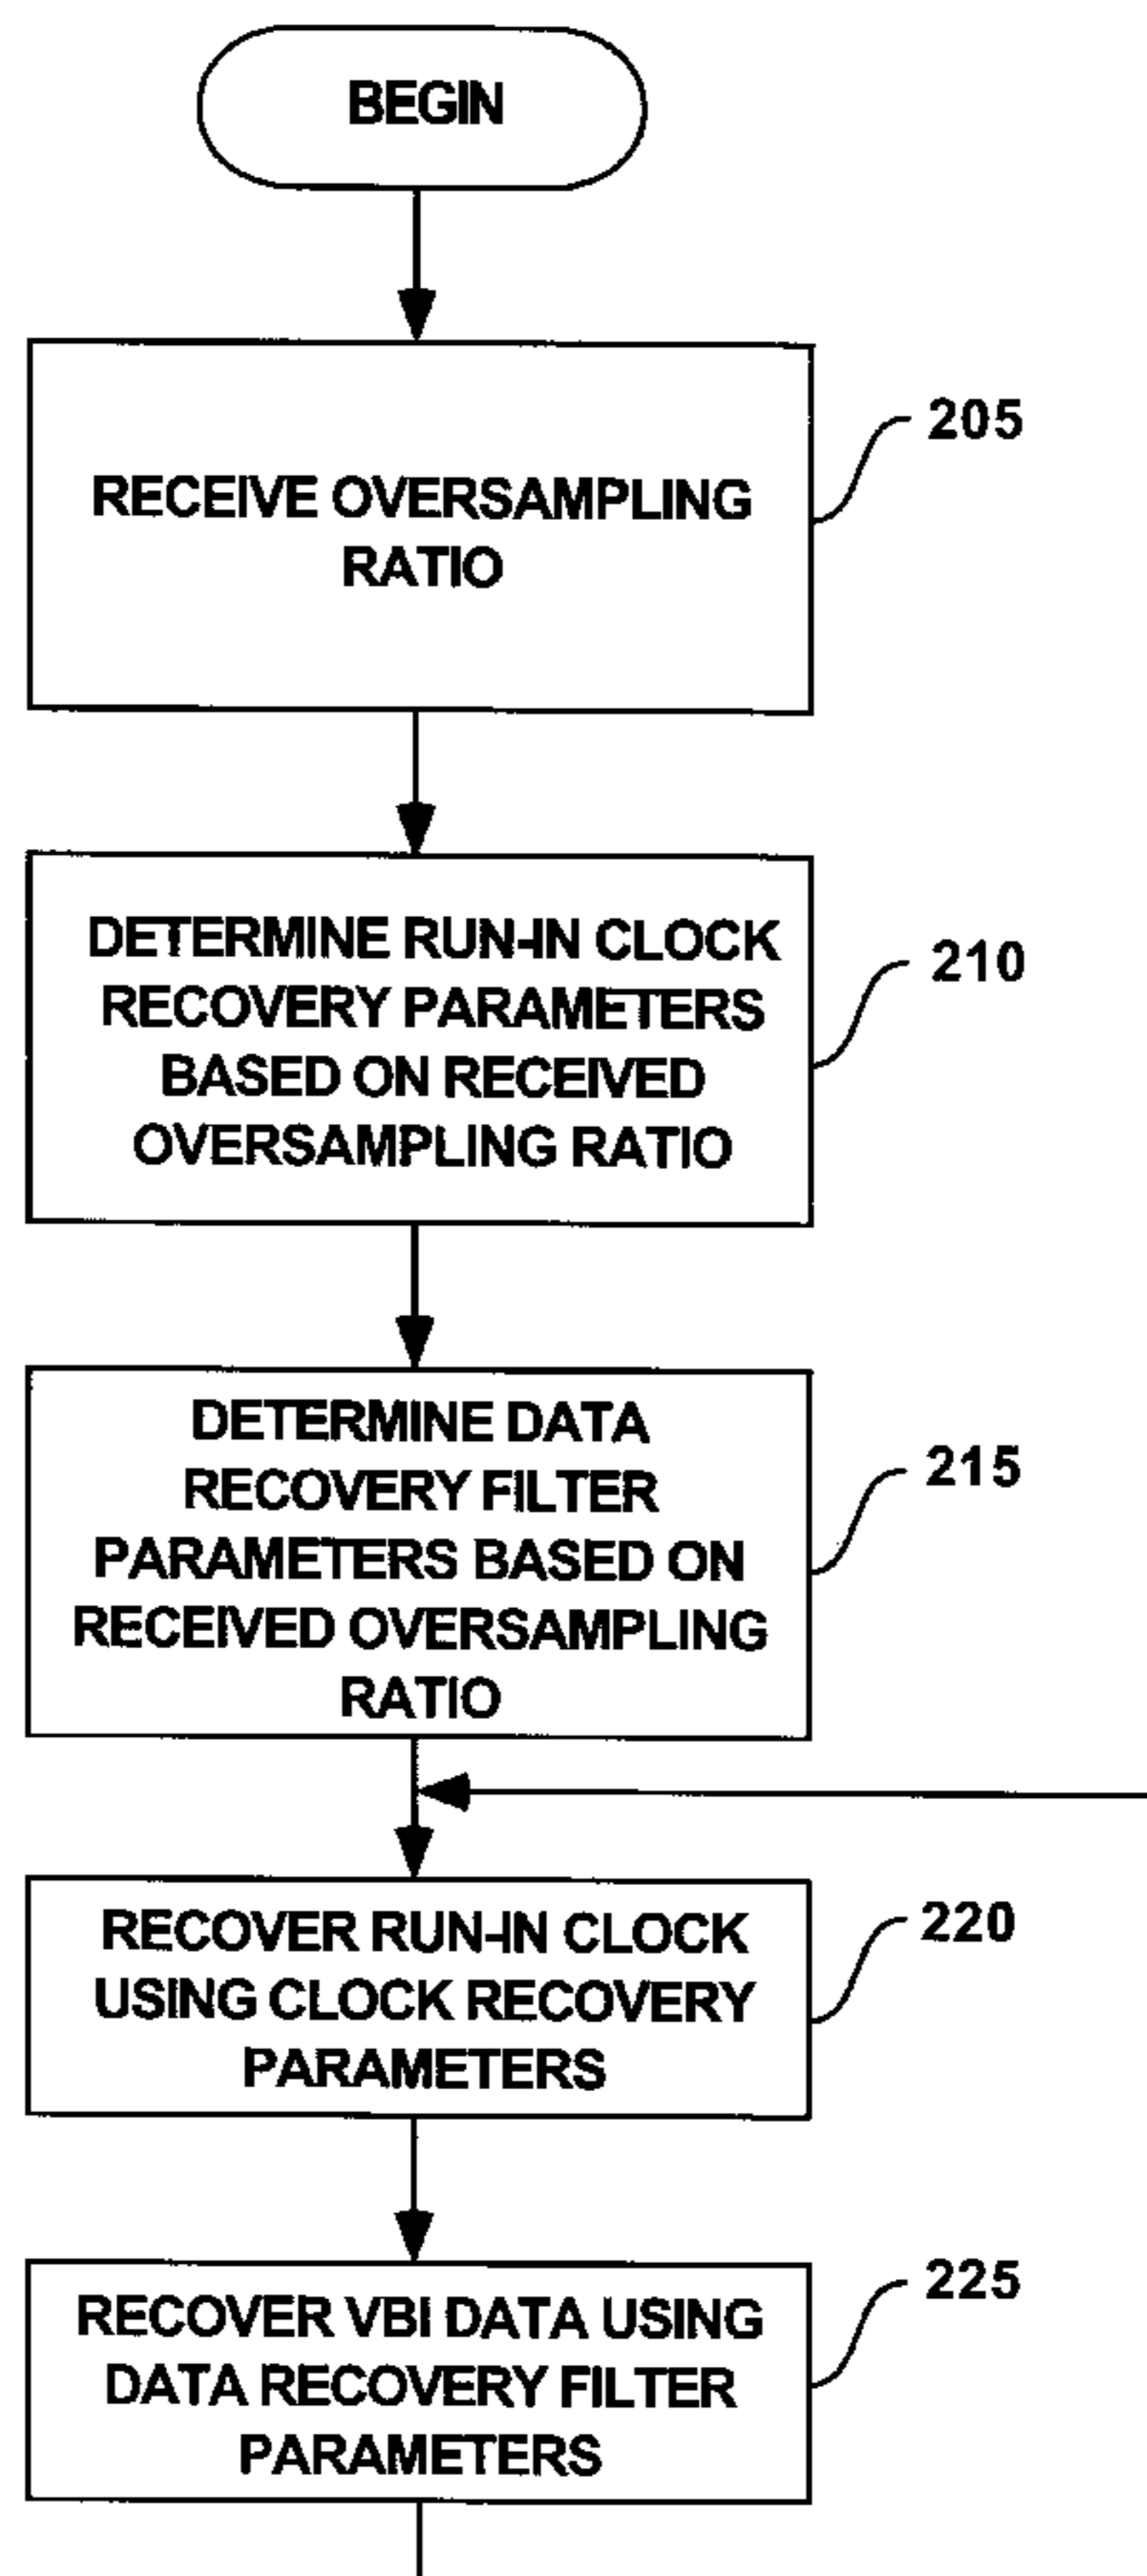 BEGIN
205
RECEIVE OVERSAMPLING
RATIO
210
DETERMINE RUN-IN CLOCK
RECOVERY PARAMETERS
BASED ON RECEIVED
OVERSAMPLING RATIO
215
DETERMINE DATA
RECOVERY FILTER
PARAMETERS BASED ON
RECEIVED OVERSAMPLING
RATIO
220
RECOVER RUN-IN CLOCK
USING CLOCK RECOVERY
PARAMETERS
225
RECOVER VBI DATA USING
DATA RECOVERY FILTER
PARAMETERS